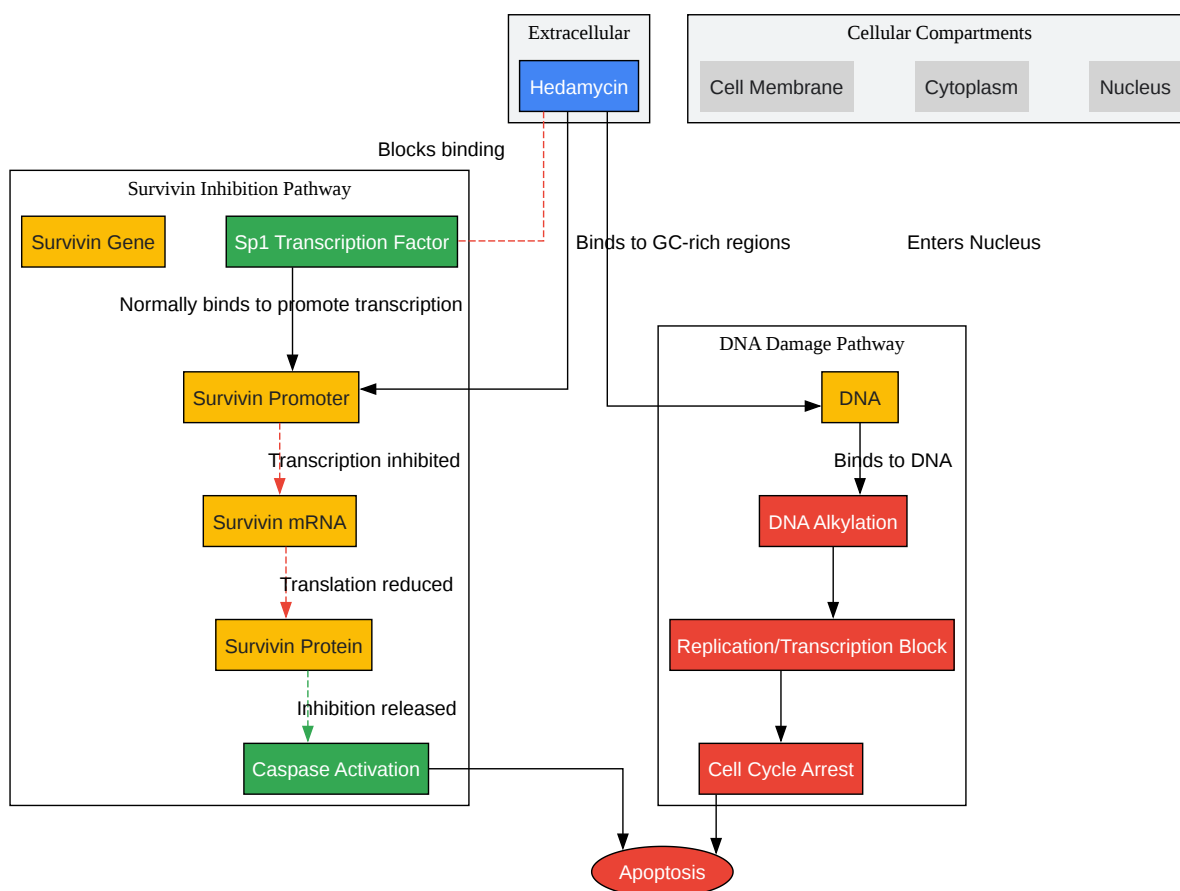 Extracellular
Hedamycin
Cellular Compartments
Cell Membrane
Cytoplasm
Nucleus
Blocks binding
Survivin Inhibition Pathway
Survivin Gene
Sp1 Transcription Factor
Binds to GC-rich regions
Enters Nucleus
Normally binds to promote transcription
Survivin Promoter
Transcription inhibited
Survivin mRNA
Translation reduced
Survivin Protein
Inhibition released
Caspase Activation
DNA Damage Pathway
DNA
Binds to DNA
DNA Alkylation
Replication/Transcription Block
Cell Cycle Arrest
Apoptosis